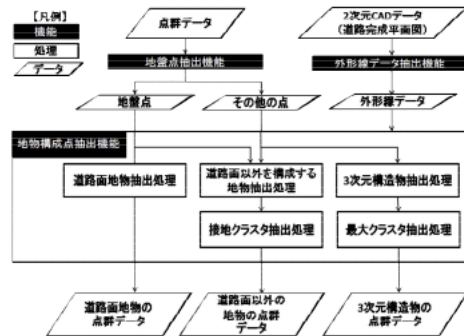 【凡例】
機能
処理
データ
点群データ
2次元CADデータ
(道路完成平面図)
地盤点抽出機能
外形線データ抽出機能
地盤点
その他の点
外形線データ
地物構成点抽出機能
道路面地物抽出処理
道路面以外を構成する
地物抽出処理
3次元構造物抽出処理
接地クラスタ抽出処理
最大クラスタ抽出処理
道路面地物の
点群データ
道路面以外の
地物の点群
データ
3次元構造物の
点群データ